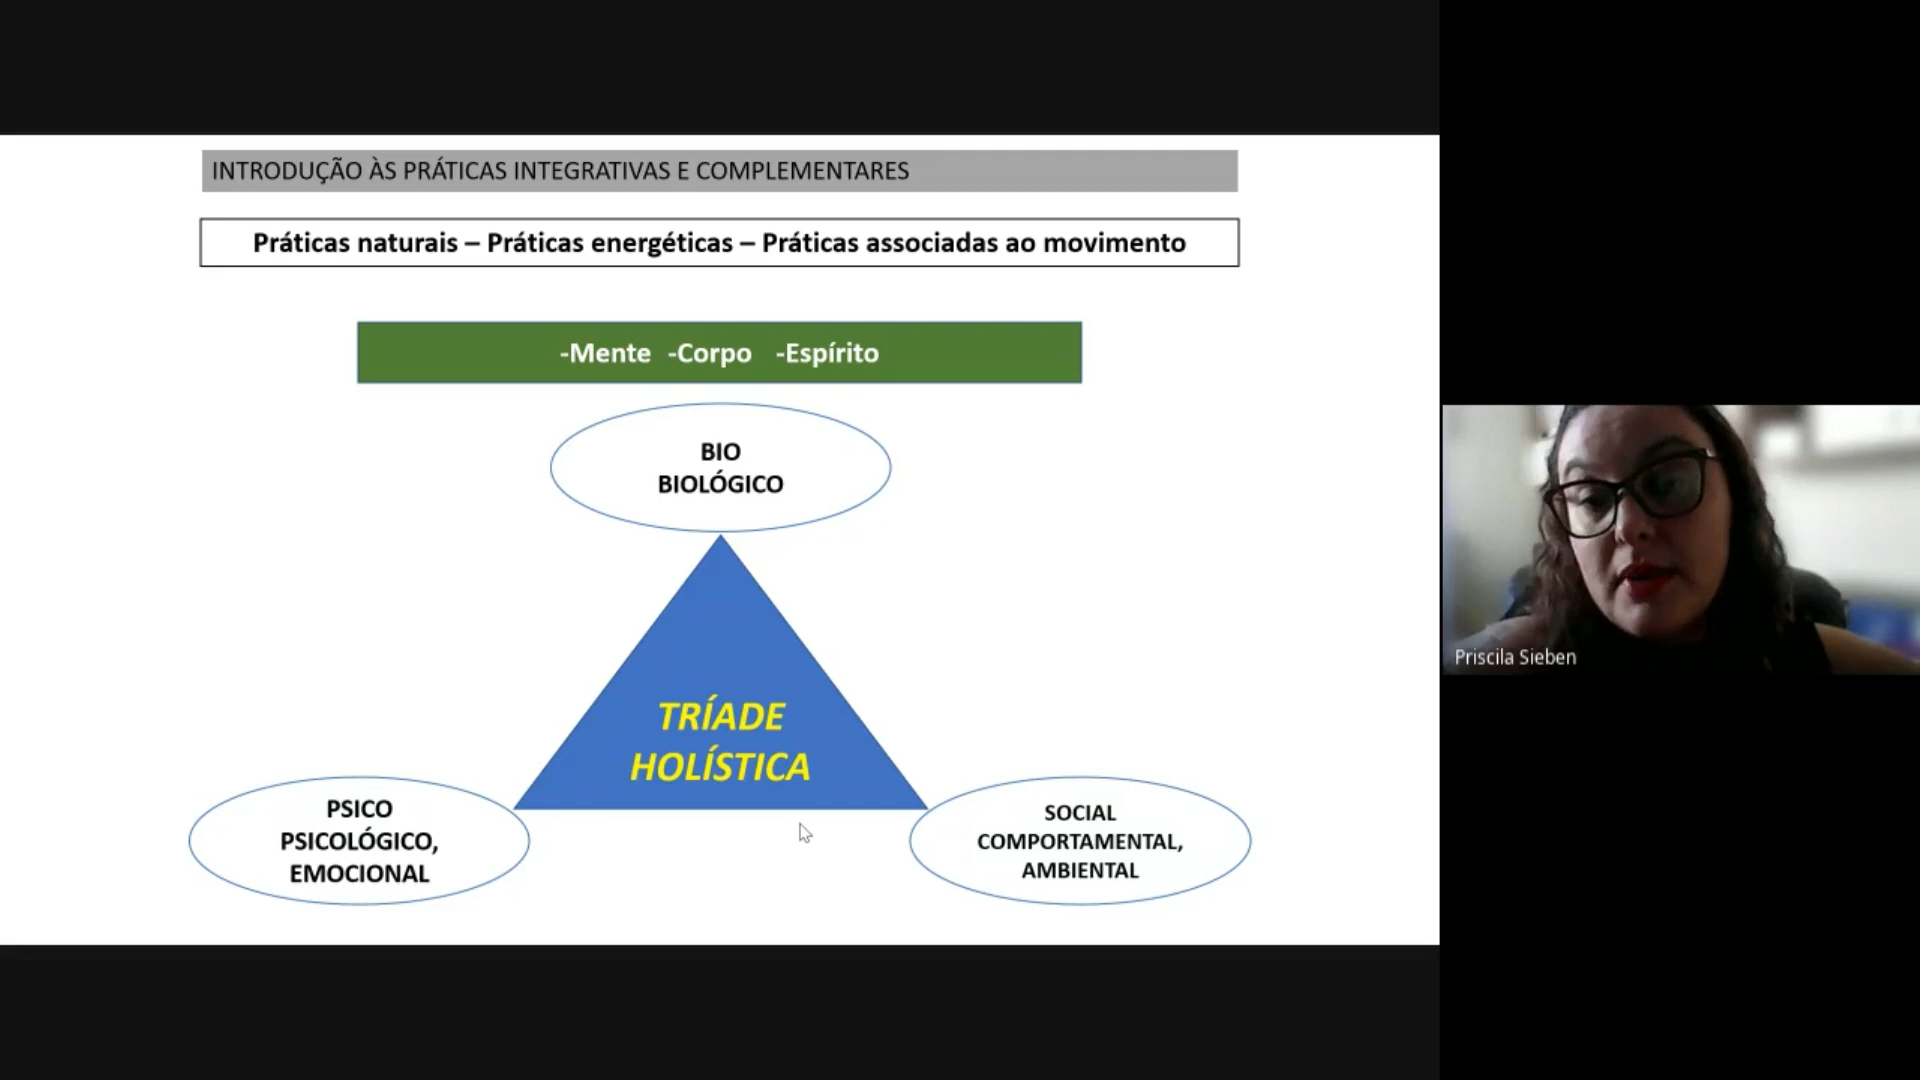 INTRODUÇÃO ÀS PRÁTICAS INTEGRATIVAS E COMPLEMENTARES
Práticas naturais – Práticas energéticas – Práticas associadas ao movimento
-Mente -Corpo -Espírito
BIO
BIOLÓGICO
TRÍADE
HOLÍSTICA
PSICO
PSICOLÓGICO,
EMOCIONAL
SOCIAL
COMPORTAMENTAL,
AMBIENTAL
Priscila Sieben